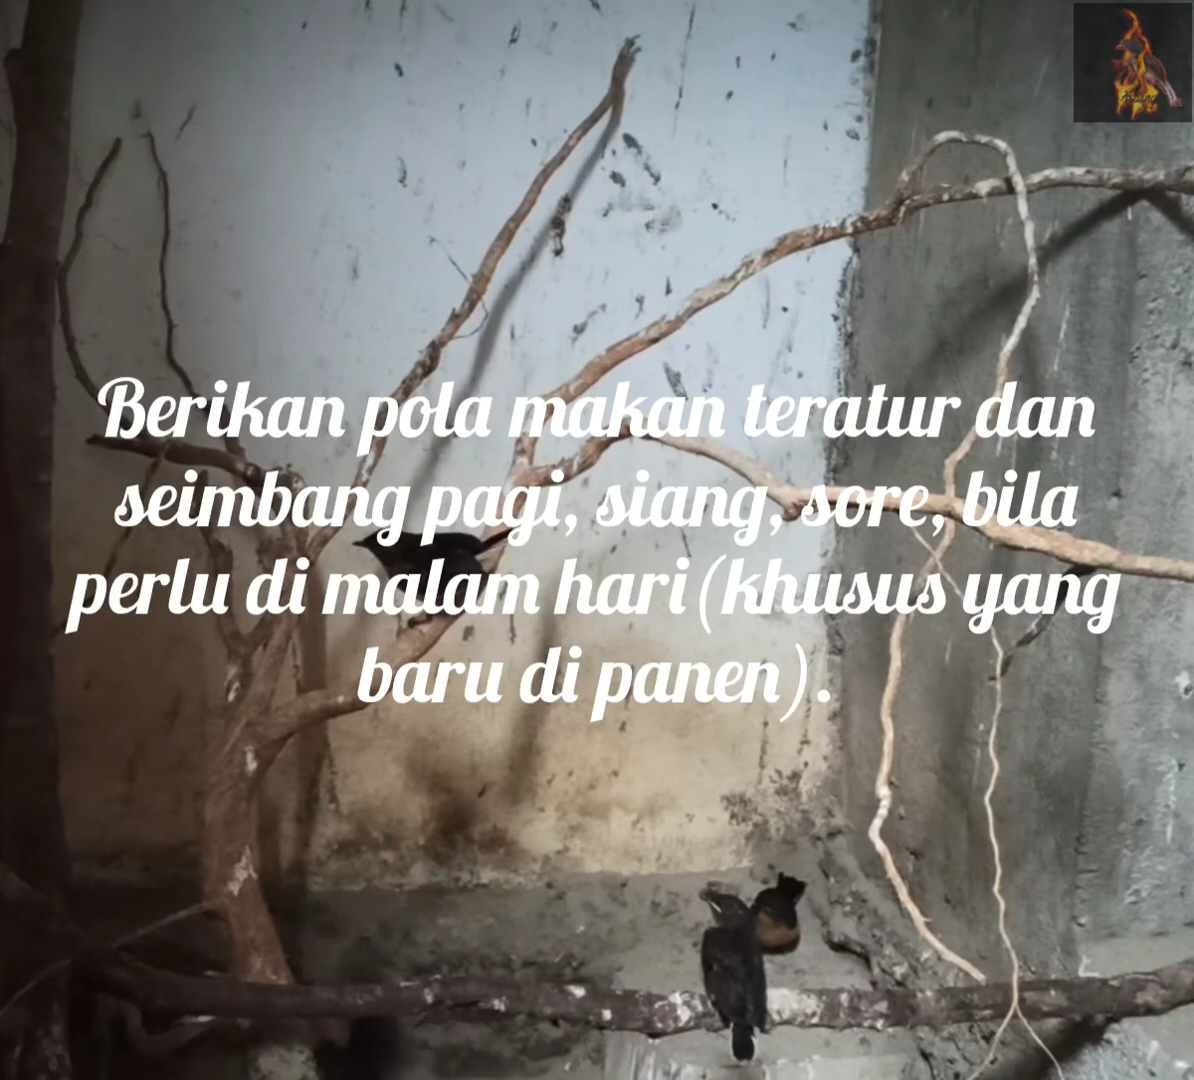 Berikan pola makan teratur dan
seimbang pagi, siang, sore, bila
perlu di malam hari (khusus yang
baru di panen).